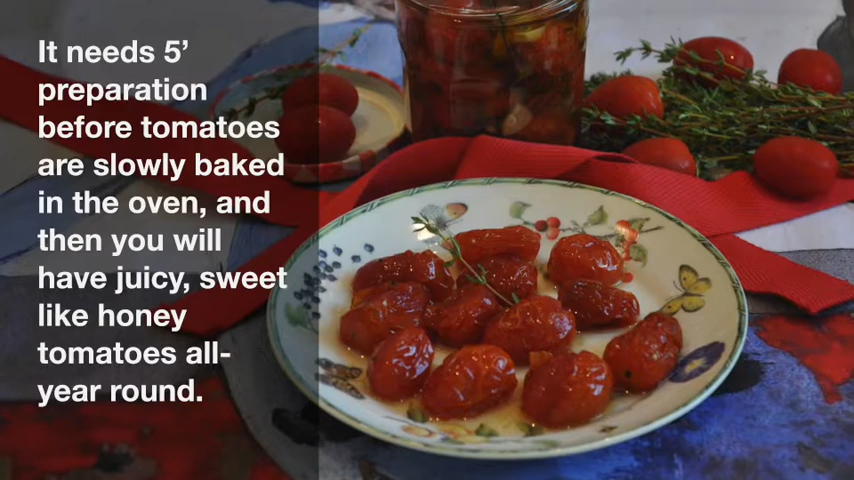 It needs 5’
preparation
before tomatoes
are slowly baked
in the oven, and
then you will
have juicy, sweet
like honey
tomatoes all-
year round.